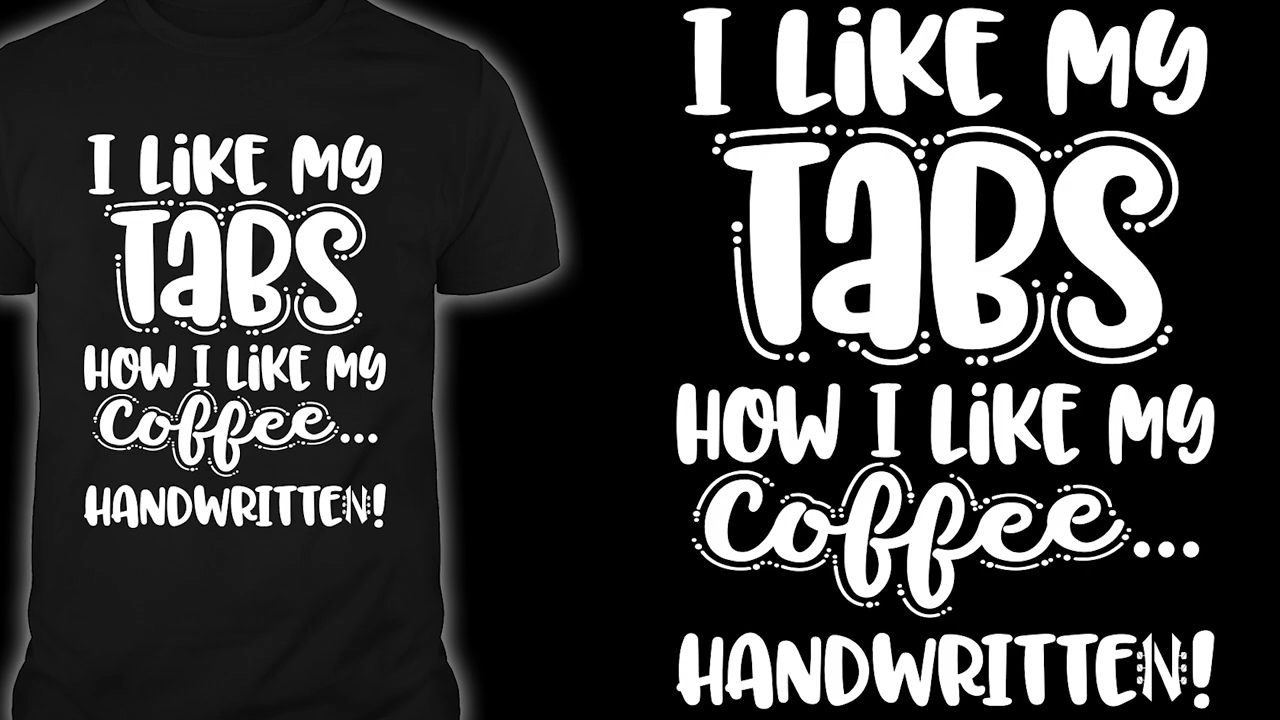 I LiKE MY
TaBS
HOW I LiKE MY
Coffee...
HANDWRITTEN!
I LiKE MY
TaBS
HOW I LiKE MY
Coffee...
HANDWRITTEN!